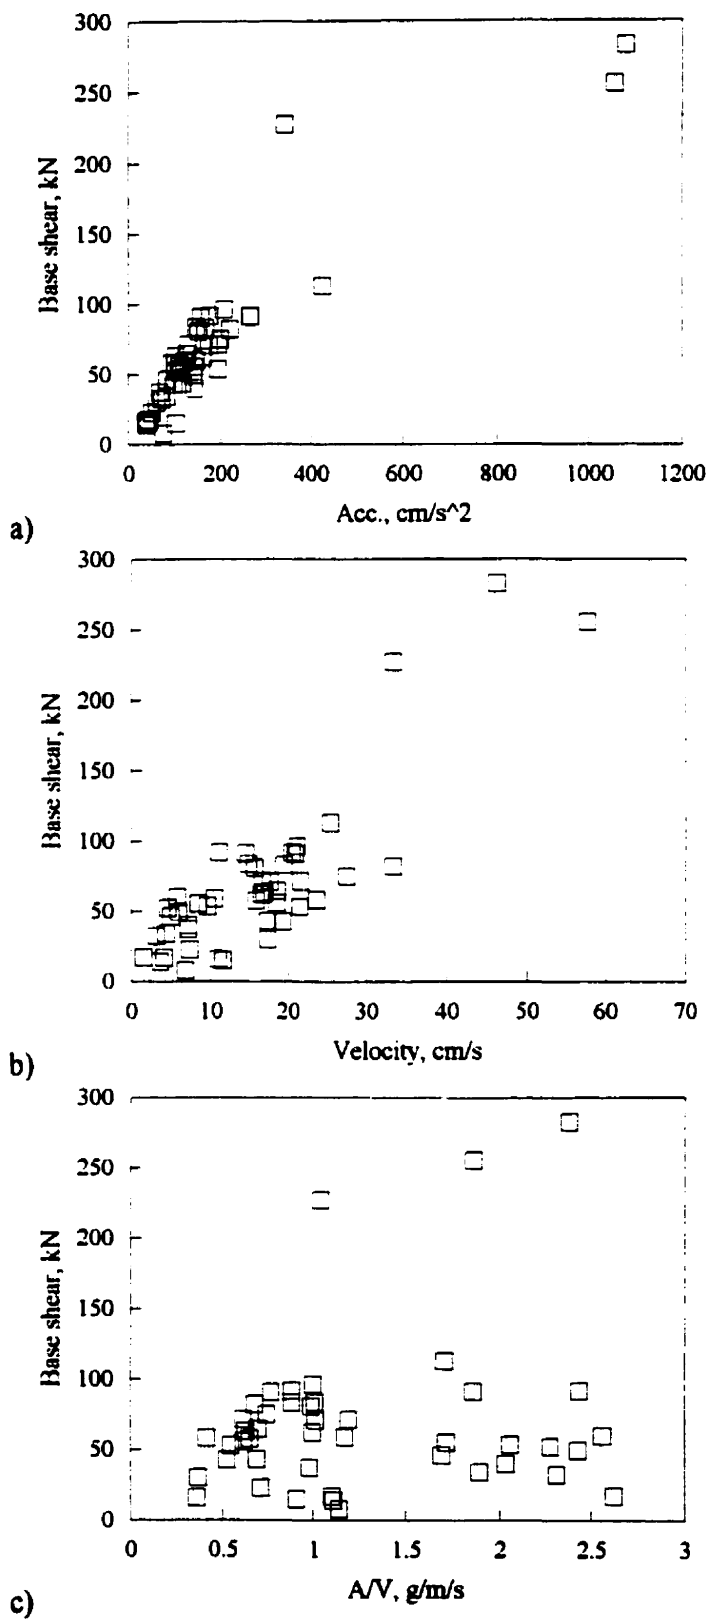 300
250
200
150
100
50
0
Base shear, kN
0 200 400 600 800 1000 1200
Acc., cm/s^2
a)
300
250
200
150
100
50
0
Base shear, kN
0 10 20 30 40 50 60 70
Velocity, cm/s
b)
300
250
200
150
100
50
0
Base shear, kN
0 0.5 1 1.5 2 2.5 3
A/V, g/m/s
c)